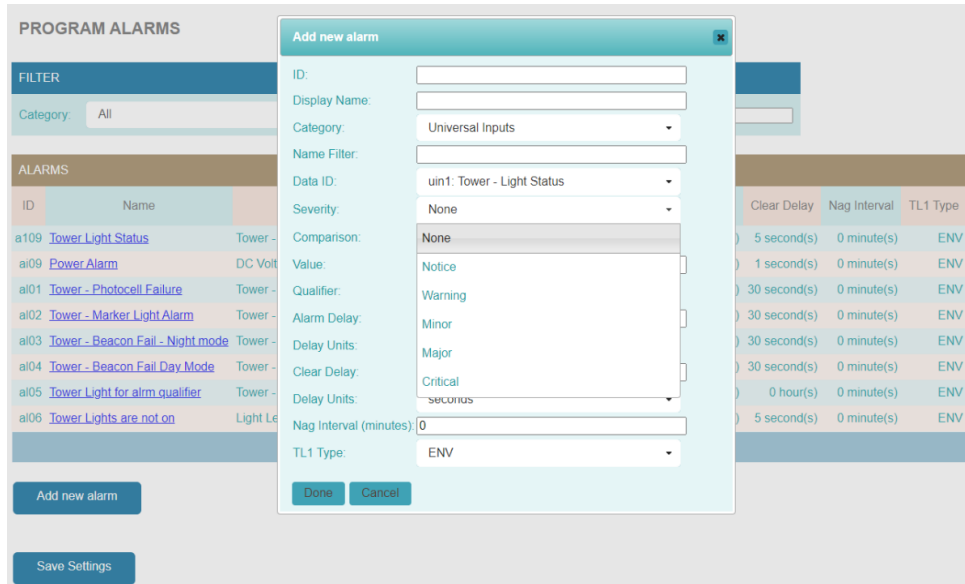 PROGRAM ALARMS
FILTER
Category: All
ALARMS
ID Name Clear Delay Nag Interval TL1 Type
a109 Tower Light Status Tower - ) 5 second(s) 0 minute(s) ENV
ai09 Power Alarm DC Volt ) 1 second(s) 0 minute(s) ENV
al01 Tower - Photocell Failure Tower - ) 30 second(s) 0 minute(s) ENV
al02 Tower - Marker Light Alarm Tower - ) 30 second(s) 0 minute(s) ENV
al03 Tower - Beacon Fail - Night mode Tower - ) 30 second(s) 0 minute(s) ENV
al04 Tower - Beacon Fail Day Mode Tower - ) 30 second(s) 0 minute(s) ENV
al05 Tower Light for alrm qualifier Tower - ) 0 hour(s) 0 minute(s) ENV
al06 Tower Lights are not on Light Le ) 5 second(s) 0 minute(s) ENV
Add new alarm
Save Settings
Add new alarm x
ID:
Display Name:
Category: Universal Inputs
Name Filter:
Data ID: uin1: Tower - Light Status
Severity: None
Comparison: None
Value: Notice
Qualifier: Warning
Alarm Delay: Minor
Delay Units: Major
Clear Delay: Critical
Delay Units: seconds
Nag Interval (minutes): 0
TL1 Type: ENV
Done Cancel